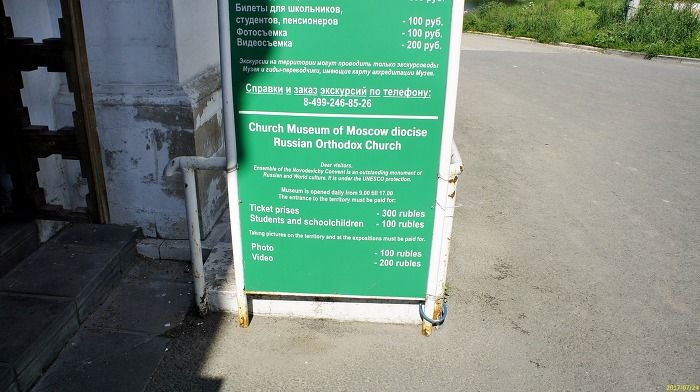 Билеты для школьников,
студентов, пенсионеров - 100 руб.
Фотосъемка - 100 руб.
Видеосъемка - 200 руб.
Экскурсии на территории могут проводить только экскурсоводы
Музея и гиды-переводчики, имеющие карту аккредитации Музея.
Справки и заказ экскурсий по телефону:
8-499-246-85-26
Church Museum of Moscow diocise
Russian Orthodox Church
Dear visitors.
Ensemble of the Novodevichy Convent is an outstanding monument of
Russian and World culture. It is under the UNESCO protection.
Museum is opened daily from 9.00 till 17.00
The entrance to the territory must be paid for:
Ticket prises - 300 rubles
Students and schoolchildren - 100 rubles
Taking pictures on the territory and at the expositions must be paid for.
Photo - 100 rubles
Video - 200 rubles